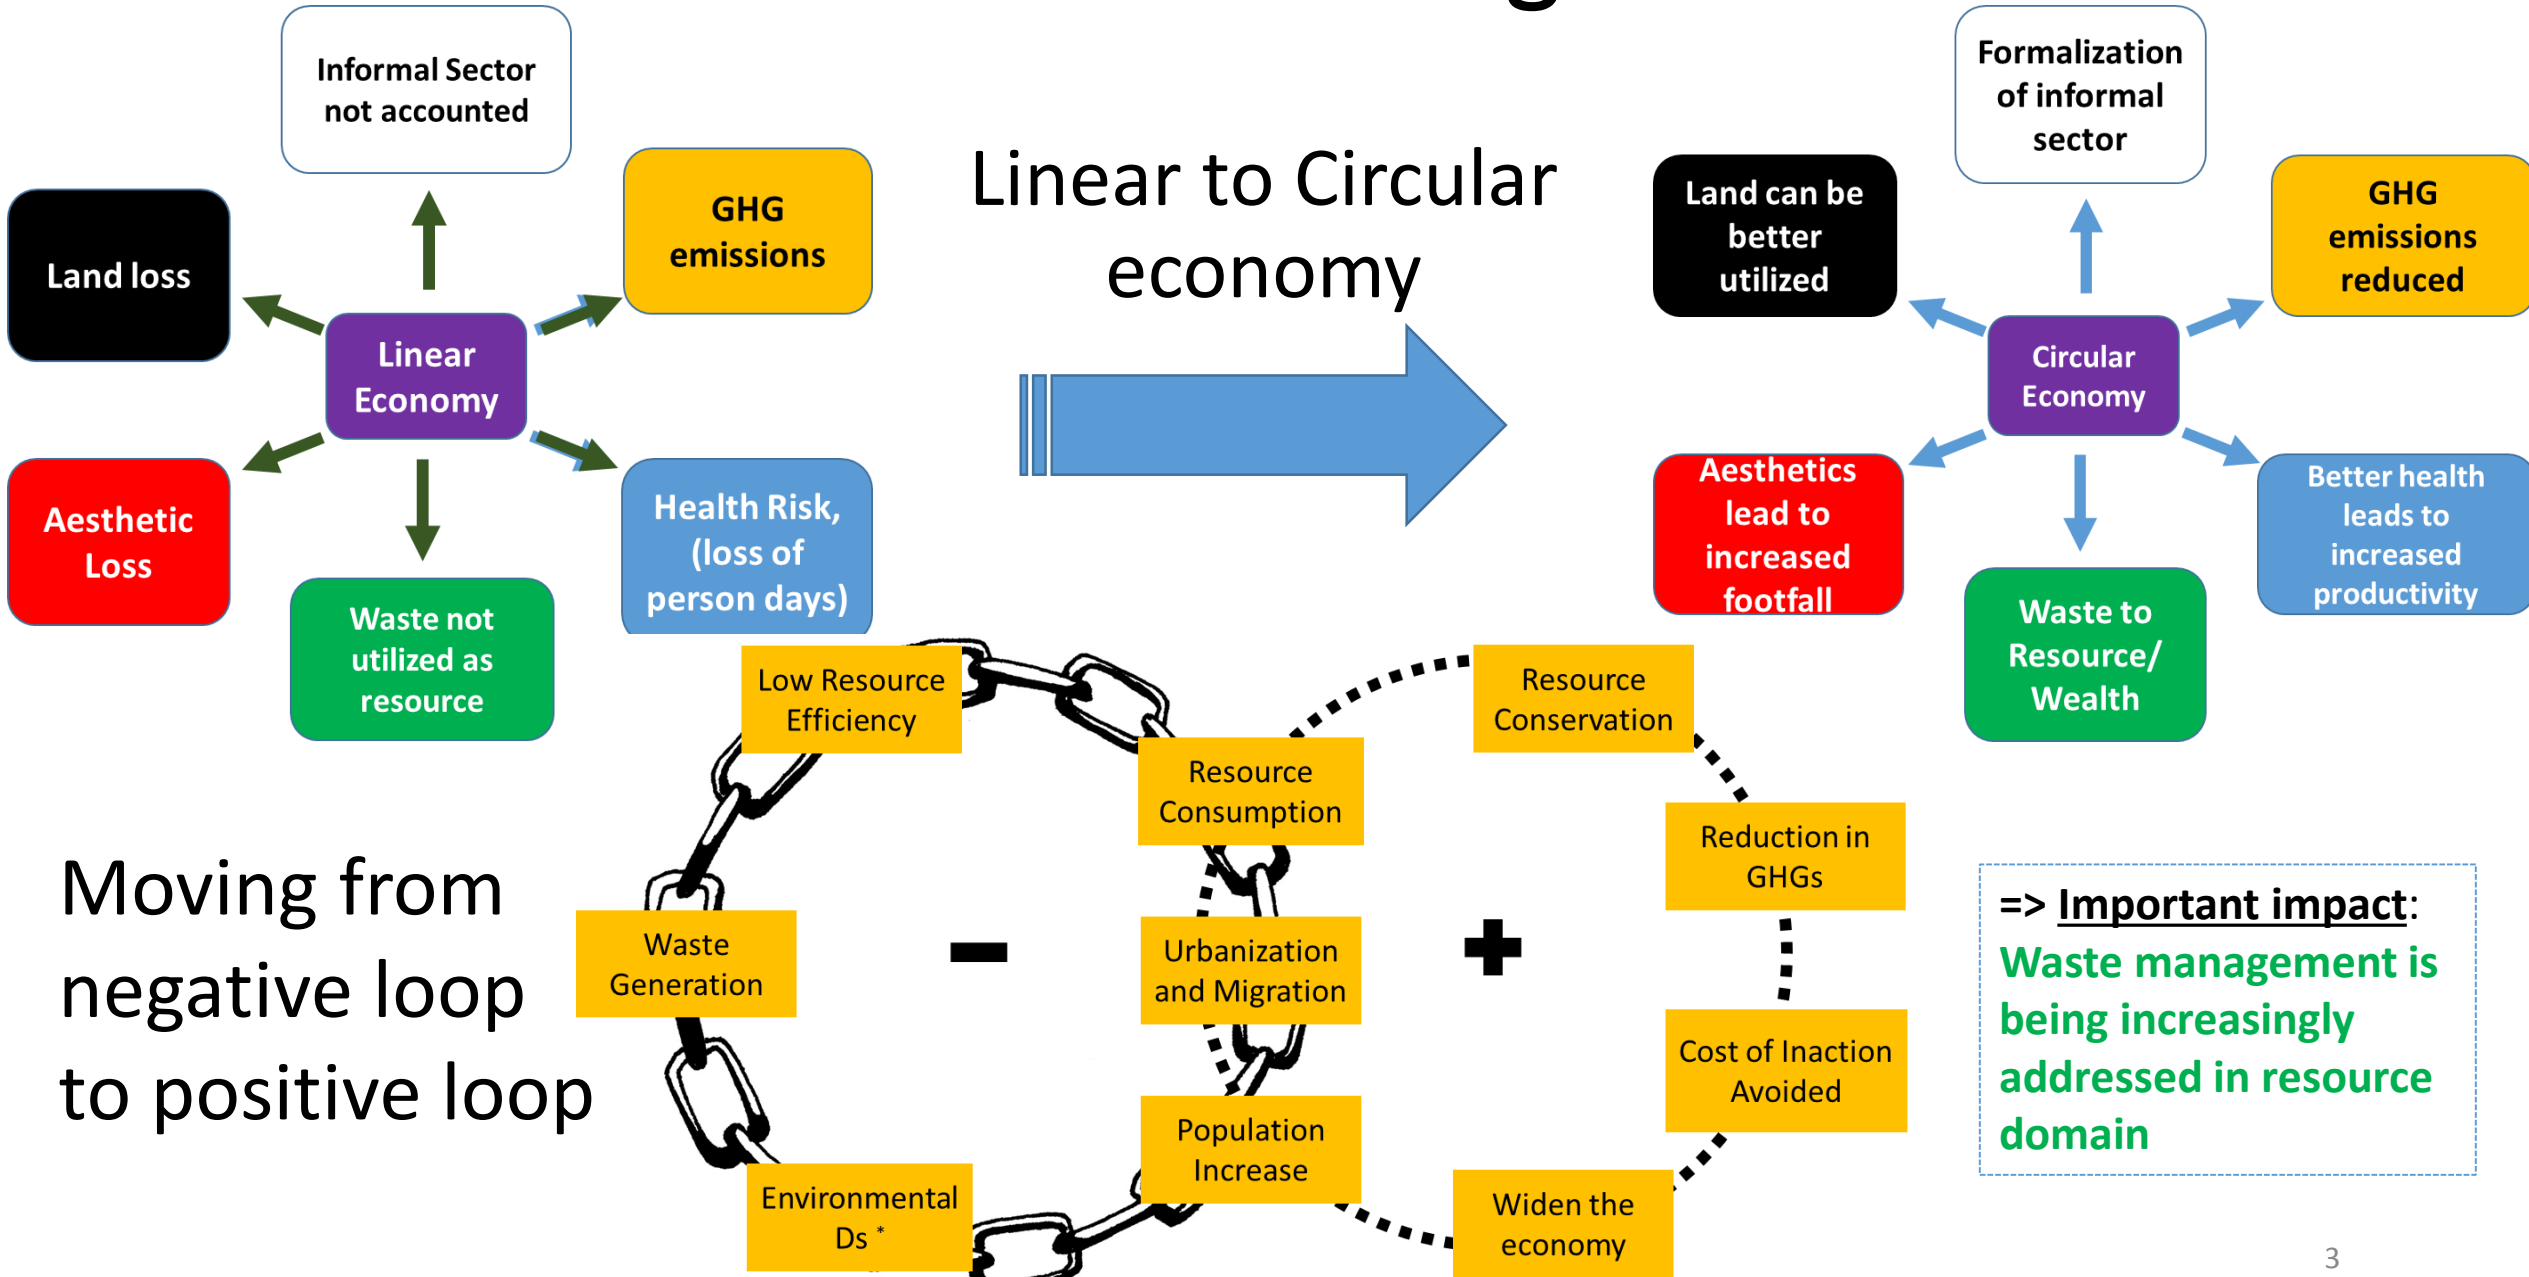 Informal Sector
not accounted
Land loss
GHG
emissions
Linear
Economy
Aesthetic
Loss
Health Risk,
(loss of
person days)
Waste not
utilized as
resource
Linear to Circular
economy
Formalization
of informal
sector
Land can be
better
utilized
GHG
emissions
reduced
Circular
Economy
Aesthetics
lead to
increased
footfall
Better health
leads to
increased
productivity
Waste to
Resource/
Wealth
Moving from
negative loop
to positive loop
Low Resource
Efficiency
Resource
Consumption
Waste
Generation
Urbanization
and Migration
Environmental
Ds *
Population
Increase
Resource
Conservation
Reduction in
GHGs
Cost of Inaction
Avoided
Widen the
economy
=> Important impact:
Waste management is
being increasingly
addressed in resource
domain
3